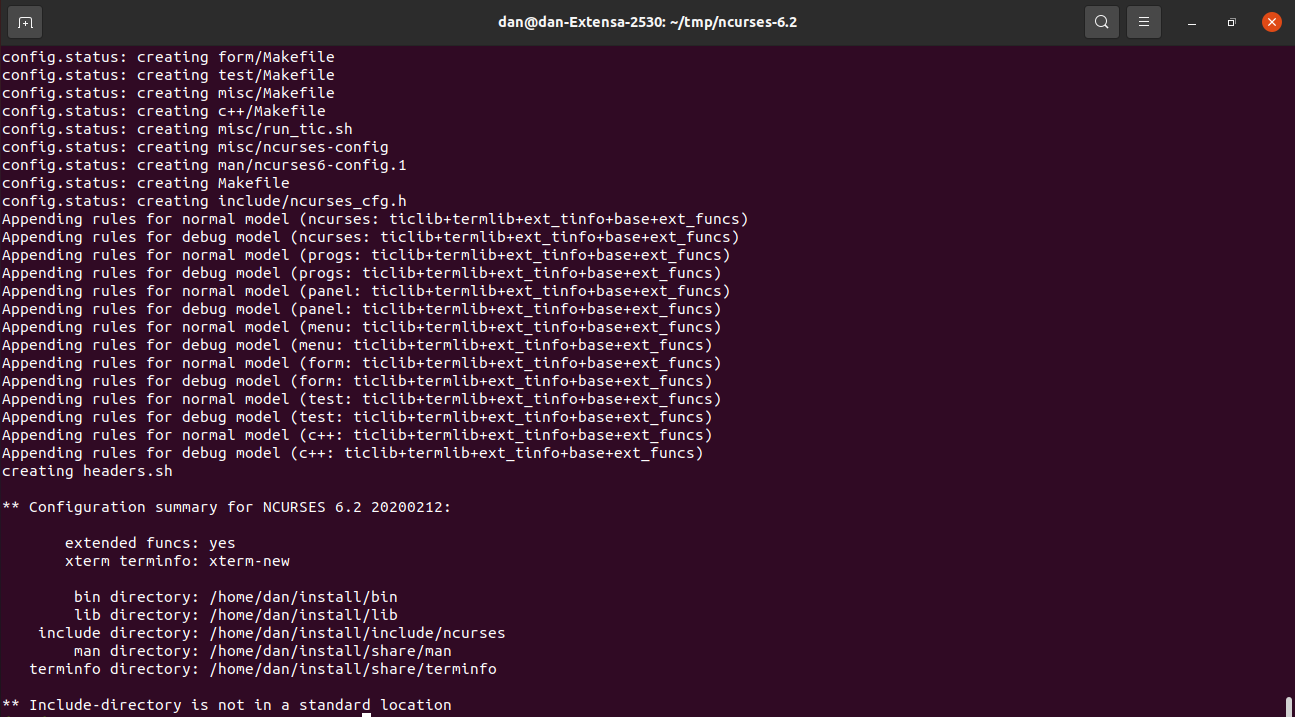 dan@dan-Extensa-2530: ~/tmp/ncurses-6.2
config.status: creating form/Makefile
config.status: creating test/Makefile
config.status: creating misc/Makefile
config.status: creating c++/Makefile
config.status: creating misc/run_tic.sh
config.status: creating misc/ncurses-config
config.status: creating man/ncurses6-config.1
config.status: creating Makefile
config.status: creating include/ncurses_cfg.h
Appending rules for normal model (ncurses: ticlib+termlib+ext_tinfo+base+ext_funcs)
Appending rules for debug model (ncurses: ticlib+termlib+ext_tinfo+base+ext_funcs)
Appending rules for normal model (progs: ticlib+termlib+ext_tinfo+base+ext_funcs)
Appending rules for debug model (progs: ticlib+termlib+ext_tinfo+base+ext_funcs)
Appending rules for normal model (panel: ticlib+termlib+ext_tinfo+base+ext_funcs)
Appending rules for debug model (panel: ticlib+termlib+ext_tinfo+base+ext_funcs)
Appending rules for normal model (menu: ticlib+termlib+ext_tinfo+base+ext_funcs)
Appending rules for debug model (menu: ticlib+termlib+ext_tinfo+base+ext_funcs)
Appending rules for normal model (form: ticlib+termlib+ext_tinfo+base+ext_funcs)
Appending rules for debug model (form: ticlib+termlib+ext_tinfo+base+ext_funcs)
Appending rules for normal model (test: ticlib+termlib+ext_tinfo+base+ext_funcs)
Appending rules for debug model (test: ticlib+termlib+ext_tinfo+base+ext_funcs)
Appending rules for normal model (c++: ticlib+termlib+ext_tinfo+base+ext_funcs)
Appending rules for debug model (c++: ticlib+termlib+ext_tinfo+base+ext_funcs)
creating headers.sh
** Configuration summary for NCURSES 6.2 20200212:
extended funcs: yes
xterm terminfo: xterm-new
bin directory: /home/dan/install/bin
lib directory: /home/dan/install/lib
include directory: /home/dan/install/include/ncurses
man directory: /home/dan/install/share/man
terminfo directory: /home/dan/install/share/terminfo
** Include-directory is not in a standard location